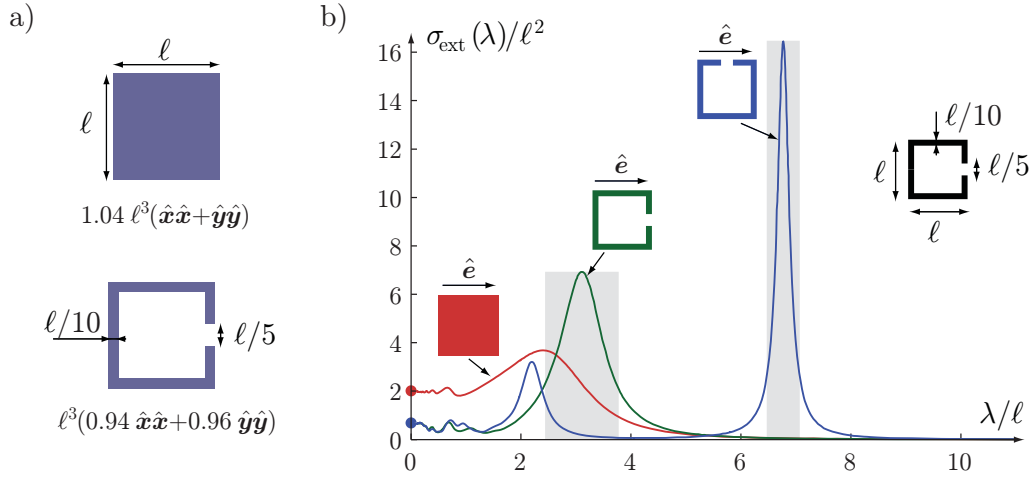 a)
ℓ
ℓ
1.04 ℓ³(x̂x̂+ŷŷ)
ℓ/10
ℓ/5
ℓ³(0.94 x̂x̂+0.96 ŷŷ)
b)
σext(λ)/ℓ²
16
14
12
10
8
6
4
2
0
0
2
4
6
8
10
λ/ℓ
ê
ê
ê
ℓ/10
ℓ
ℓ/5
ℓ